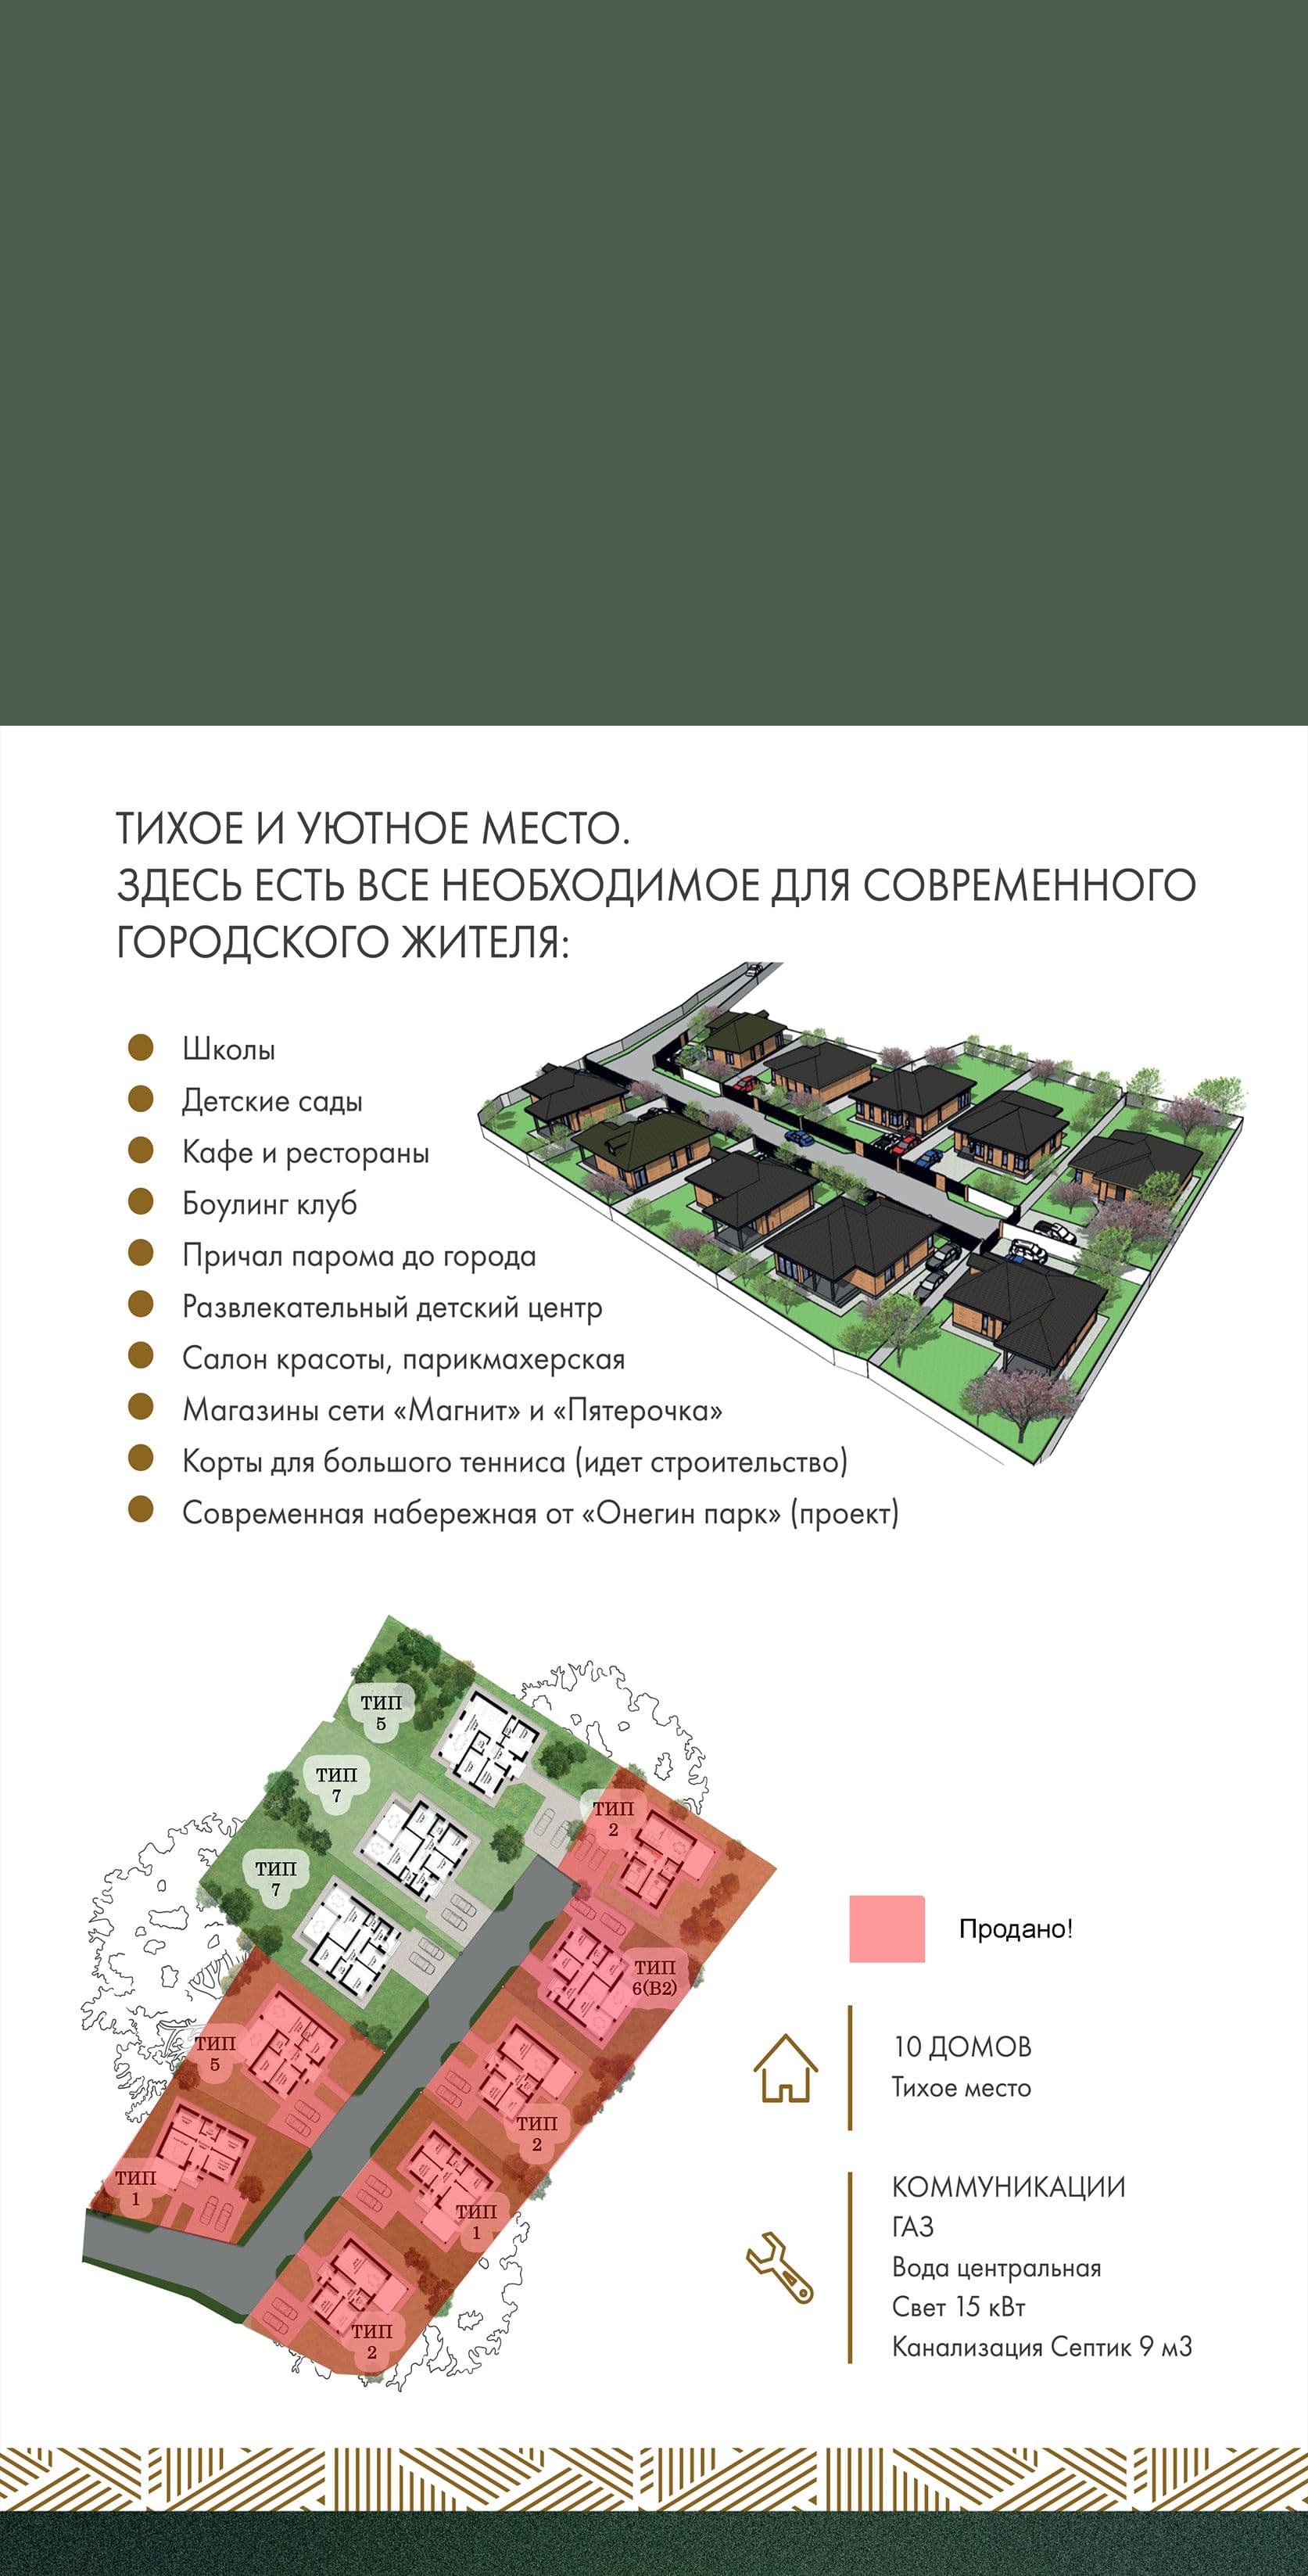 ТИХОЕ И УЮТНОЕ МЕСТО.
ЗДЕСЬ ЕСТЬ ВСЕ НЕОБХОДИМОЕ ДЛЯ СОВРЕМЕННОГО
ГОРОДСКОГО ЖИТЕЛЯ:
Школы
Детские сады
Кафе и рестораны
Боулинг клуб
Причал парома до города
Развлекательный детский центр
Салон красоты, парикмахерская
Магазины сети «Магнит» и «Пятерочка»
Корты для большого тенниса (идет строительство)
Современная набережная от «Онегин парк» (проект)
ТИП
5
ТИП
7
ТИП
2
ТИП
7
ТИП
6(В2)
ТИП
5
ТИП
2
ТИП
1
ТИП
1
ТИП
2
Продано!
10 ДОМОВ
Тихое место
КОММУНИКАЦИИ
ГАЗ
Вода центральная
Свет 15 кВт
Канализация Септик 9 м3